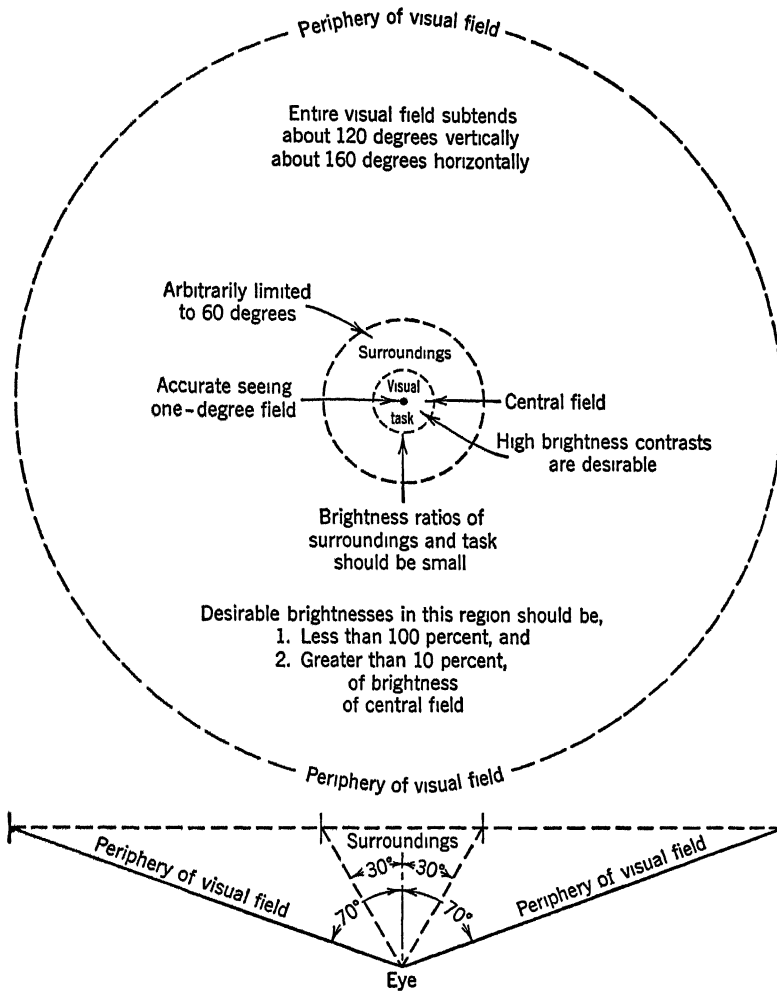 Periphery of visual field
Entire visual field subtends
about 120 degrees vertically
about 160 degrees horizontally
Arbitrarily limited
to 60 degrees
Surroundings
Accurate seeing
one-degree field
Visual
task
Central field
High brightness contrasts
are desirable
Brightness ratios of
surroundings and task
should be small
Desirable brightnesses in this region should be,
1. Less than 100 percent, and
2. Greater than 10 percent,
of brightness
of central field
Periphery of visual field
Surroundings
Periphery of visual field
30° 30°
Periphery of visual field
70° 70°
Eye